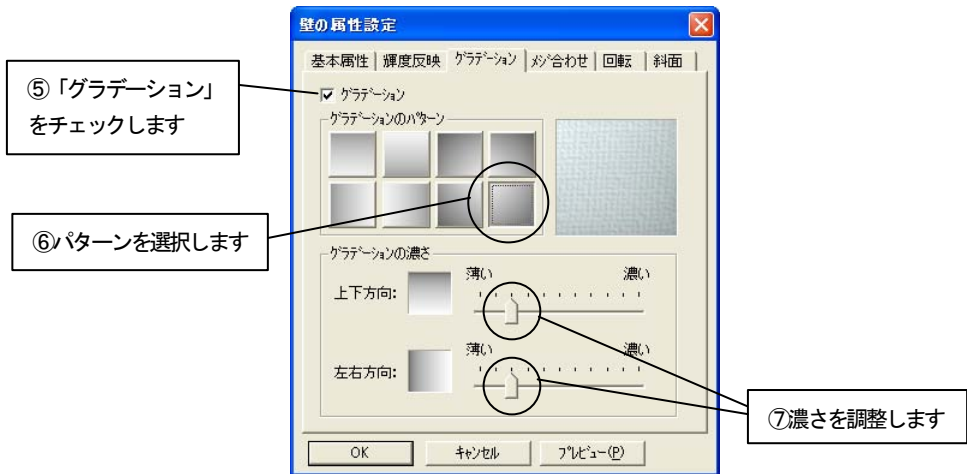 壁の属性設定
基本属性 輝度反映 グラデーション メジ合わせ 回転 斜面
⑤「グラデーション」
をチェックします
グラデーション
グラデーションのパターン
⑥パターンを選択します
グラデーションの濃さ
薄い 濃い
上下方向:
薄い 濃い
左右方向:
⑦濃さを調整します
OK キャンセル プレビュー(P)